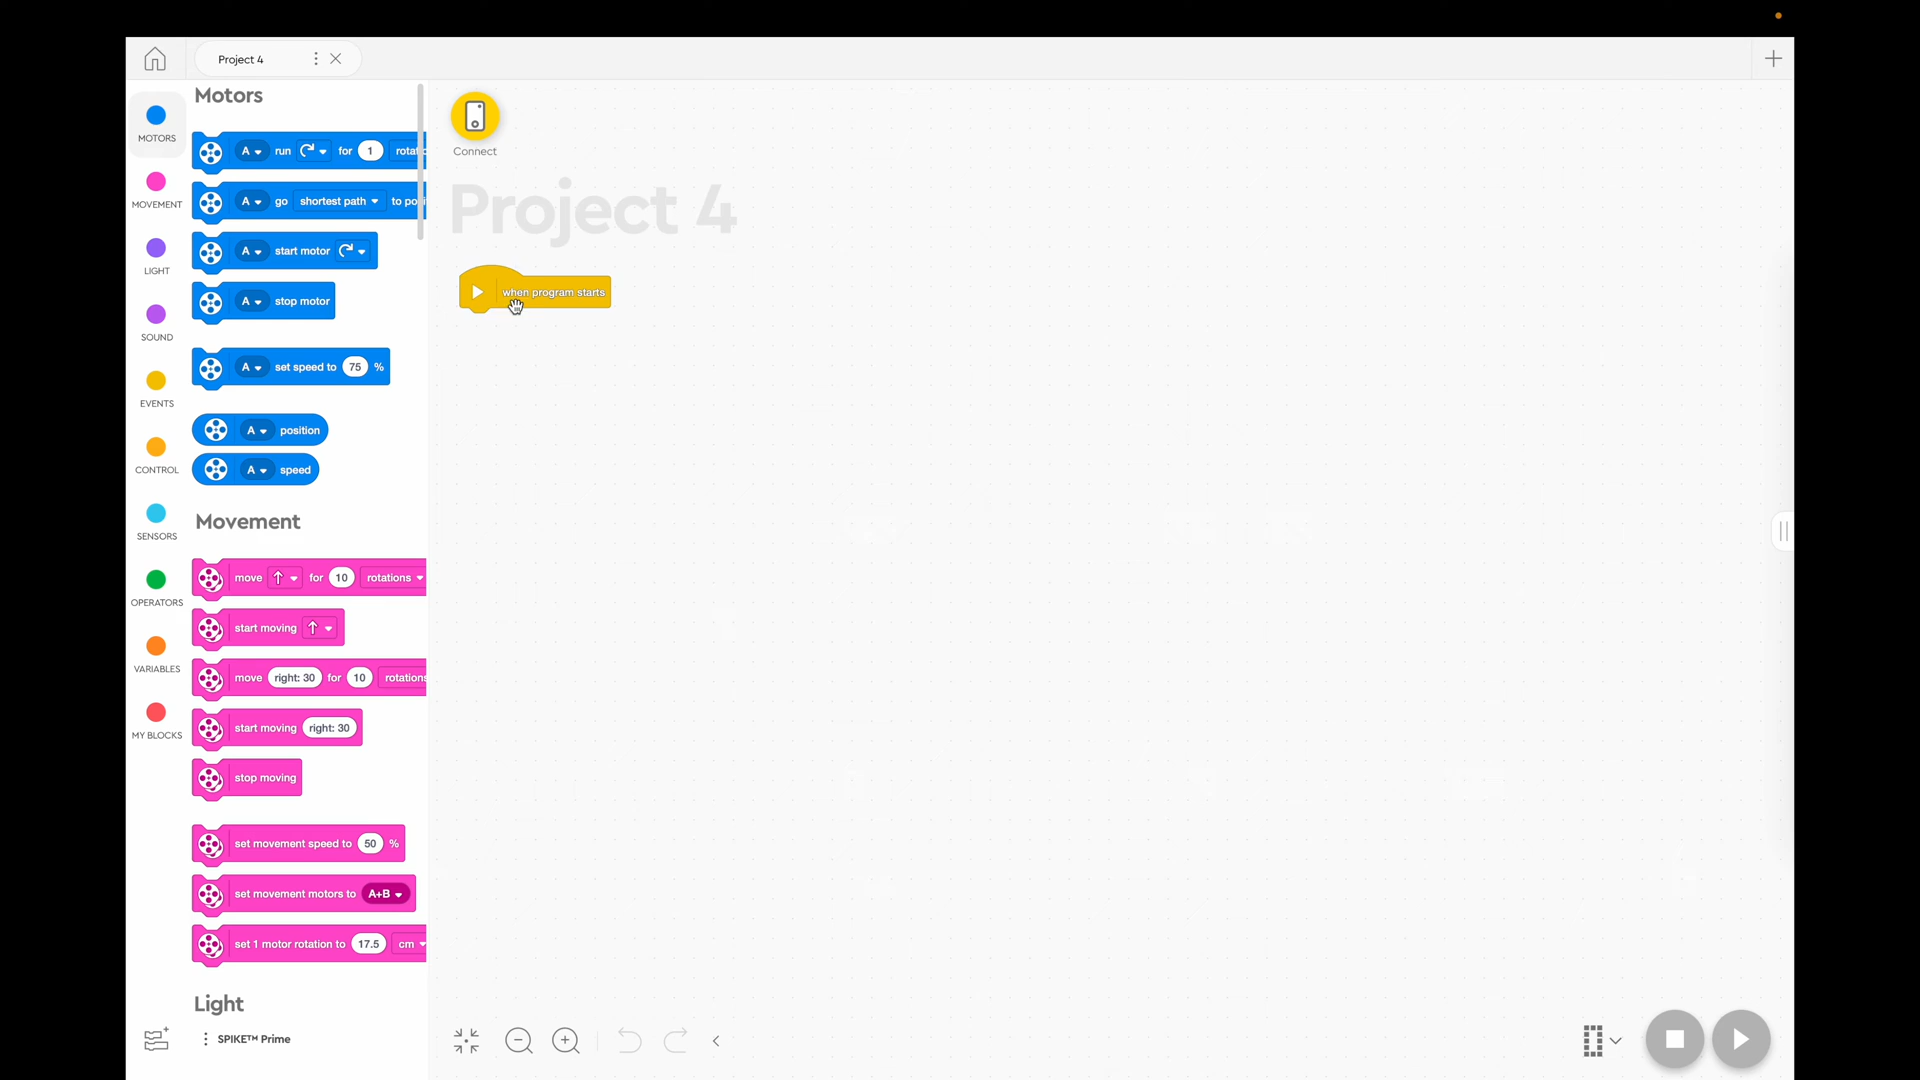 Project 4
MOTORS
MOVEMENT
LIGHT
SOUND
EVENTS
CONTROL
SENSORS
OPERATORS
VARIABLES
MY BLOCKS
Motors
A run for 1
A go shortest path to
A start motor
A stop motor
A set speed to 75 %
A position
A speed
Movement
move for 10 rotations
start moving
move right: 30 for 10 rotations
start moving right: 30
stop moving
set movement speed to 50 %
set movement motors to A+B
set 1 motor rotation to 17.5 cm
Light
SPIKE™ Prime
Connect
Project 4
when program starts